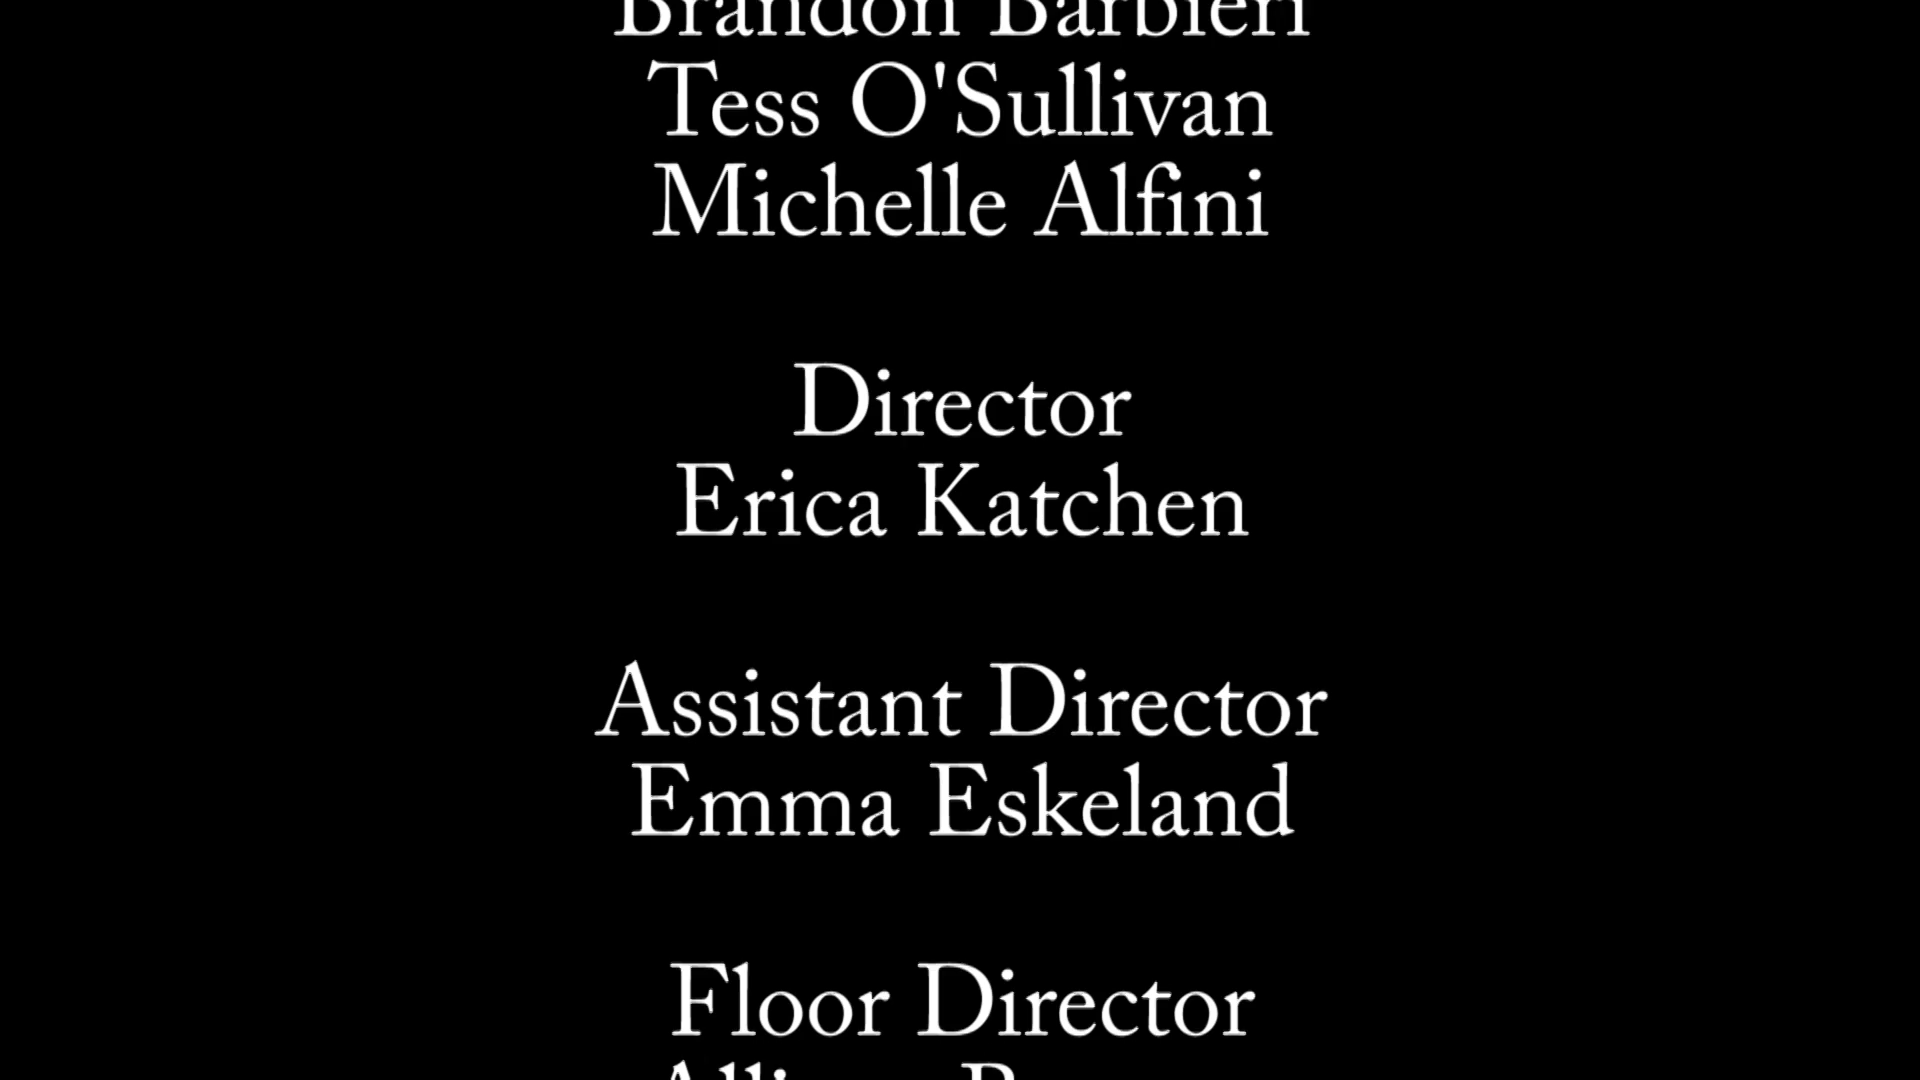 Brandon Barbieri
Tess O'Sullivan
Michelle Alfini
Director
Erica Katchen
Assistant Director
Emma Eskeland
Floor Director